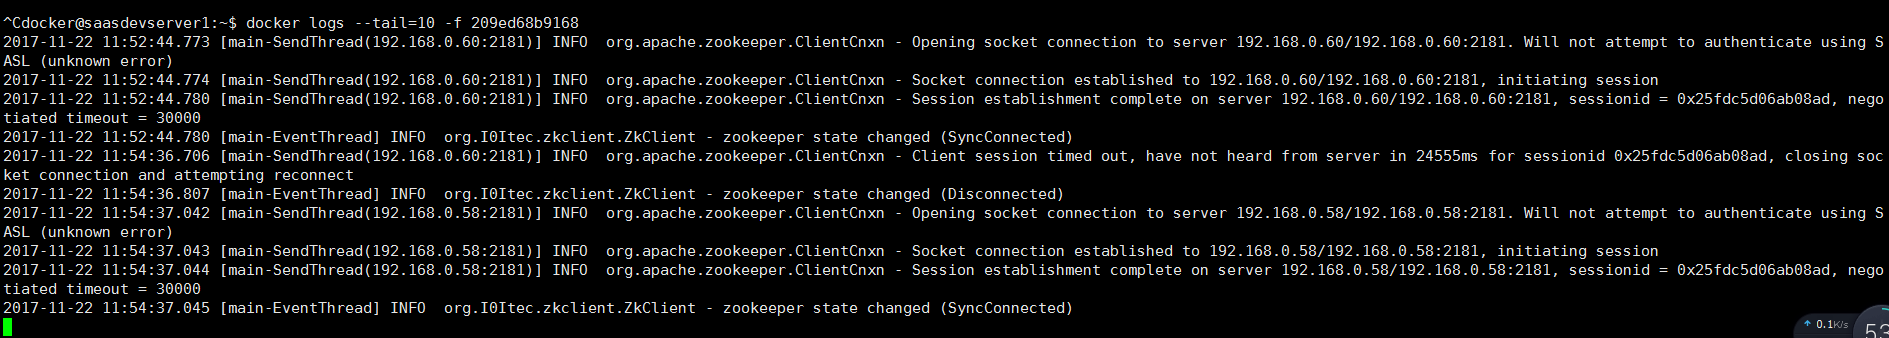 ^Cdocker@saasdevserver1:~$ docker logs --tail=10 -f 209ed68b9168
2017-11-22 11:52:44.773 [main-SendThread(192.168.0.60:2181)] INFO  org.apache.zookeeper.ClientCnxn - Opening socket connection to server 192.168.0.60/192.168.0.60:2181. Will not attempt to authenticate using S
ASL (unknown error)
2017-11-22 11:52:44.774 [main-SendThread(192.168.0.60:2181)] INFO  org.apache.zookeeper.ClientCnxn - Socket connection established to 192.168.0.60/192.168.0.60:2181, initiating session
2017-11-22 11:52:44.780 [main-SendThread(192.168.0.60:2181)] INFO  org.apache.zookeeper.ClientCnxn - Session establishment complete on server 192.168.0.60/192.168.0.60:2181, sessionid = 0x25fdc5d06ab08ad, nego
tiated timeout = 30000
2017-11-22 11:52:44.780 [main-EventThread] INFO  org.I0Itec.zkclient.ZkClient - zookeeper state changed (SyncConnected)
2017-11-22 11:54:36.706 [main-SendThread(192.168.0.60:2181)] INFO  org.apache.zookeeper.ClientCnxn - Client session timed out, have not heard from server in 24555ms for sessionid 0x25fdc5d06ab08ad, closing soc
ket connection and attempting reconnect
2017-11-22 11:54:36.807 [main-EventThread] INFO  org.I0Itec.zkclient.ZkClient - zookeeper state changed (Disconnected)
2017-11-22 11:54:37.042 [main-SendThread(192.168.0.58:2181)] INFO  org.apache.zookeeper.ClientCnxn - Opening socket connection to server 192.168.0.58/192.168.0.58:2181. Will not attempt to authenticate using S
ASL (unknown error)
2017-11-22 11:54:37.043 [main-SendThread(192.168.0.58:2181)] INFO  org.apache.zookeeper.ClientCnxn - Socket connection established to 192.168.0.58/192.168.0.58:2181, initiating session
2017-11-22 11:54:37.044 [main-SendThread(192.168.0.58:2181)] INFO  org.apache.zookeeper.ClientCnxn - Session establishment complete on server 192.168.0.58/192.168.0.58:2181, sessionid = 0x25fdc5d06ab08ad, nego
tiated timeout = 30000
2017-11-22 11:54:37.045 [main-EventThread] INFO  org.I0Itec.zkclient.ZkClient - zookeeper state changed (SyncConnected)
↑ 0.1K/s